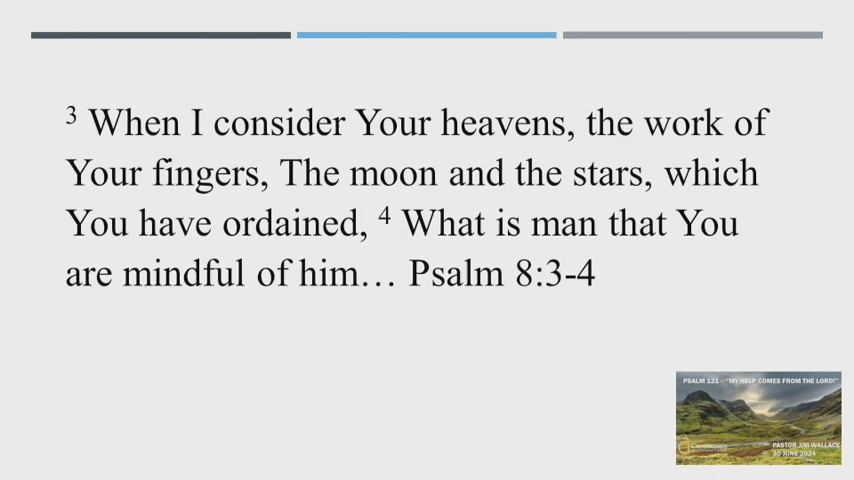 ³ When I consider Your heavens, the work of
Your fingers, The moon and the stars, which
You have ordained, ⁴ What is man that You
are mindful of him… Psalm 8:3-4
PSALM 121 - "MY HELP COMES FROM THE LORD!"
CROSSROADS
PASTOR JIM WALLACE
30 JUNE 2024